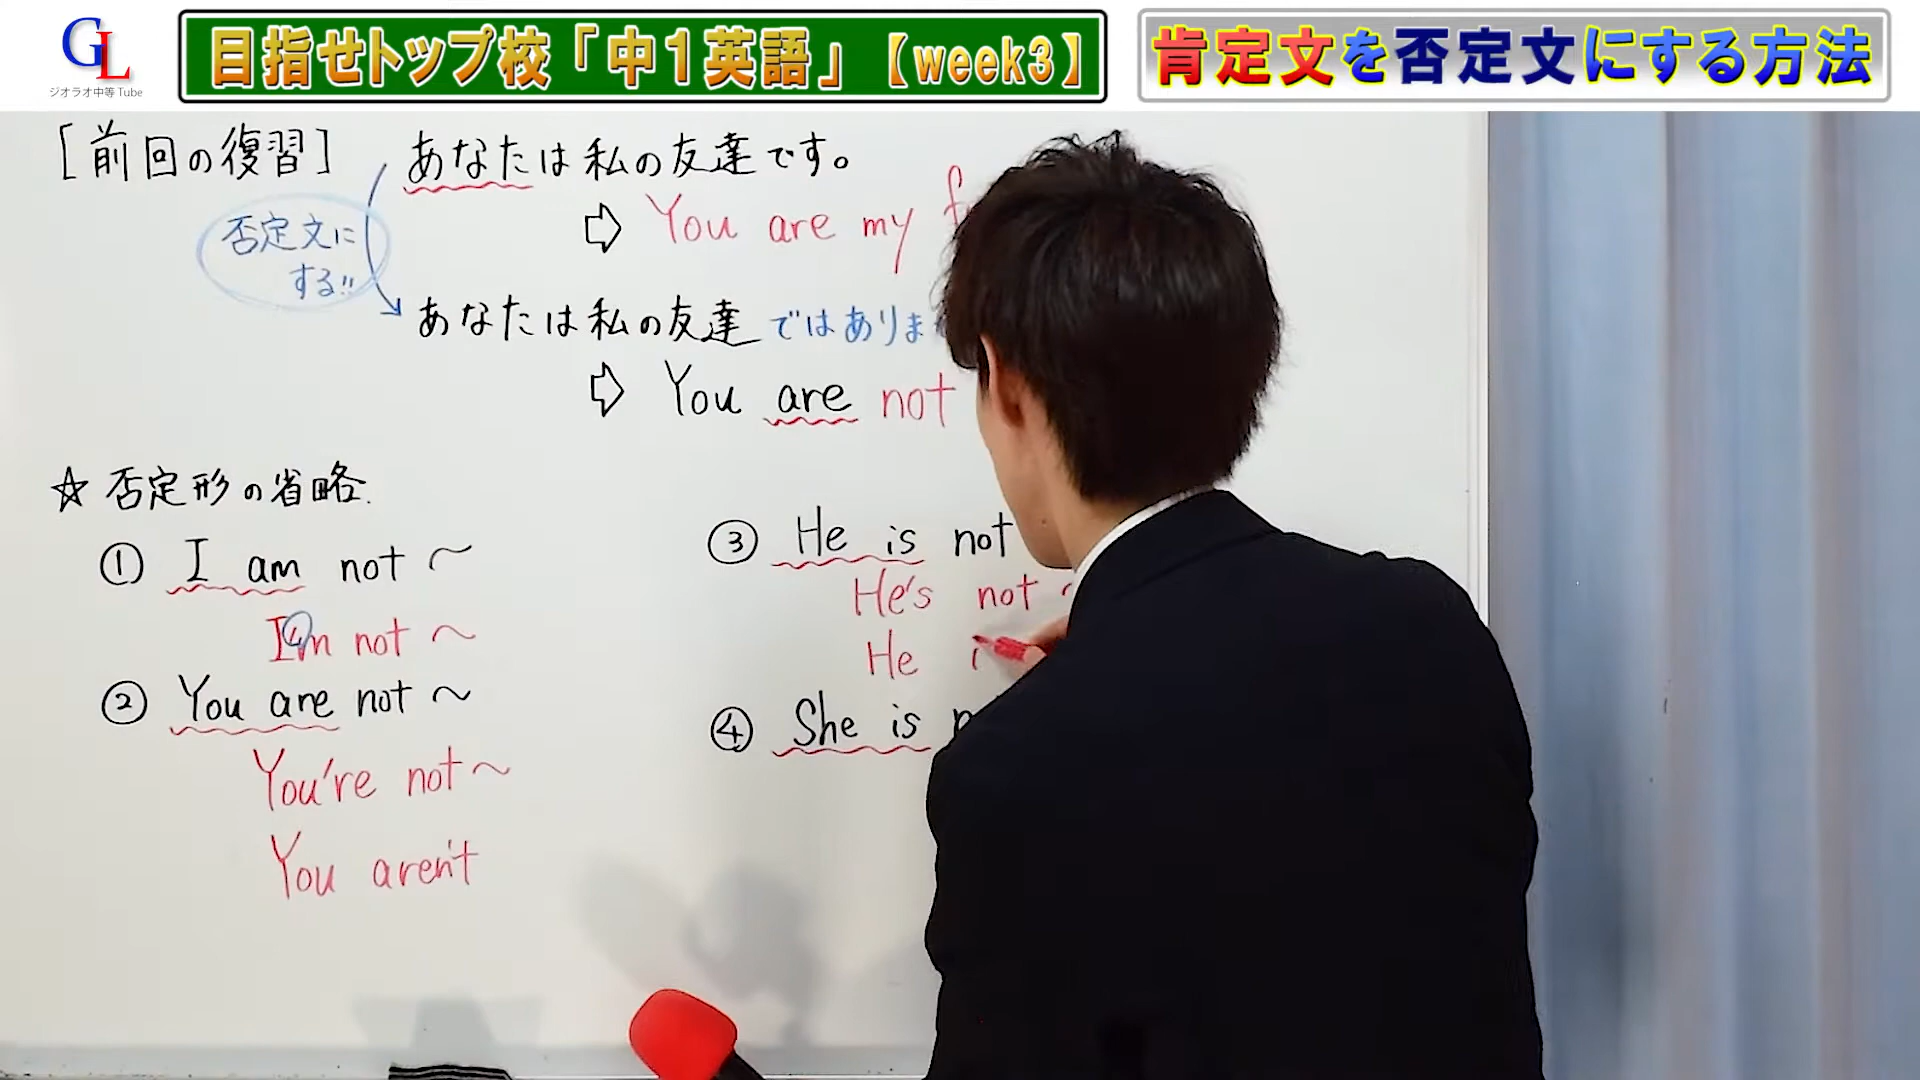 GL
ジオラオ中等Tube
目指せトップ校「中1英語」【week3】
肯定文を否定文にする方法
[前回の復習]
あなたは私の友達です。
⇨ You are my f
否定文に
する!!
あなたは私の友達ではありま
⇨ You are not
☆ 否定形の省略.
① I am not ~
I'm not ~
② You are not ~
You're not ~
You aren't
③ He is not
He's not ~
He i
④ She is n